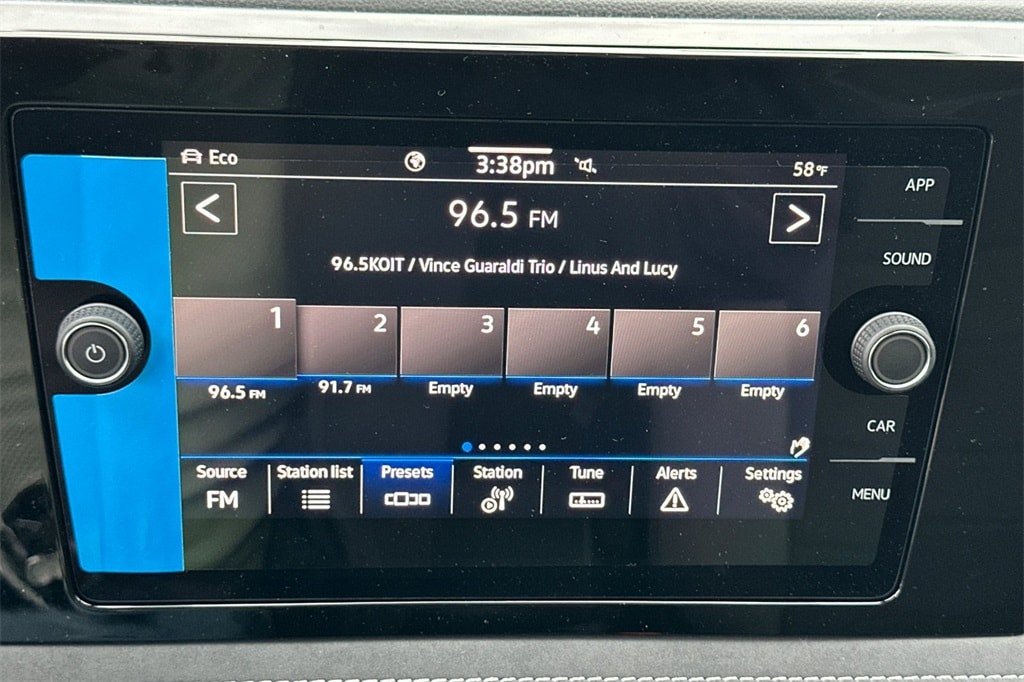 Eco 3:38pm 58°F
APP
< 96.5 FM >
SOUND
96.5KOIT / Vince Guaraldi Trio / Linus And Lucy
1 2 3 4 5 6
96.5 FM 91.7 FM Empty Empty Empty Empty
CAR
Source Station list Presets Station Tune Alerts Settings
FM
MENU